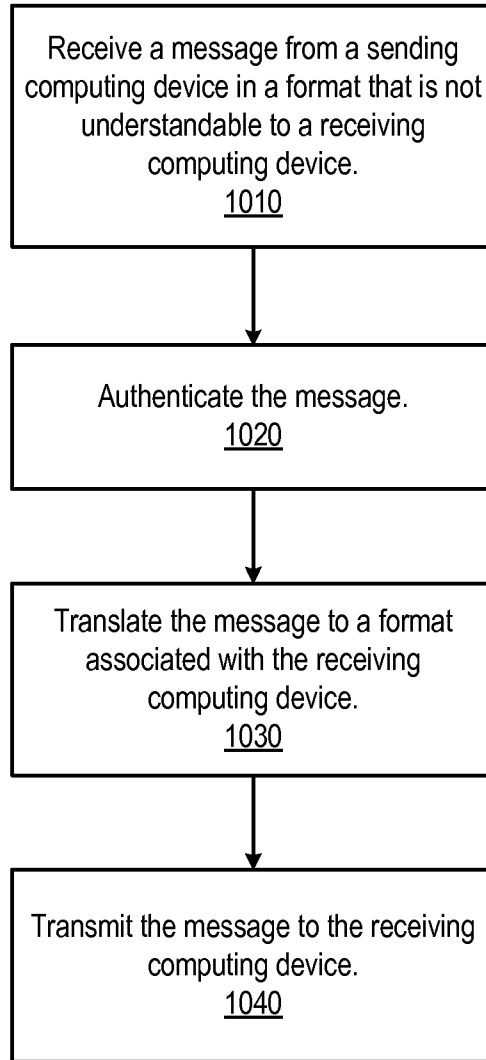 Receive a message from a sending
computing device in a format that is not
understandable to a receiving
computing device.
1010
Authenticate the message.
1020
Translate the message to a format
associated with the receiving
computing device.
1030
Transmit the message to the receiving
computing device.
1040